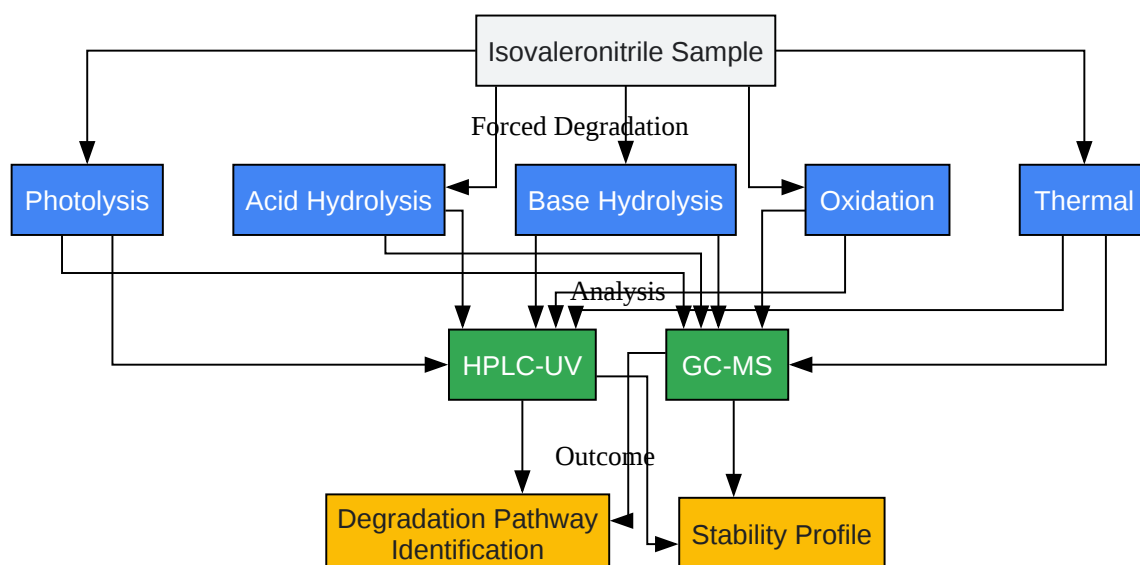 Isovaleronitrile Sample
Forced Degradation
Photolysis
Acid Hydrolysis
Base Hydrolysis
Oxidation
Thermal
Analysis
HPLC-UV
GC-MS
Outcome
Degradation Pathway
Identification
Stability Profile